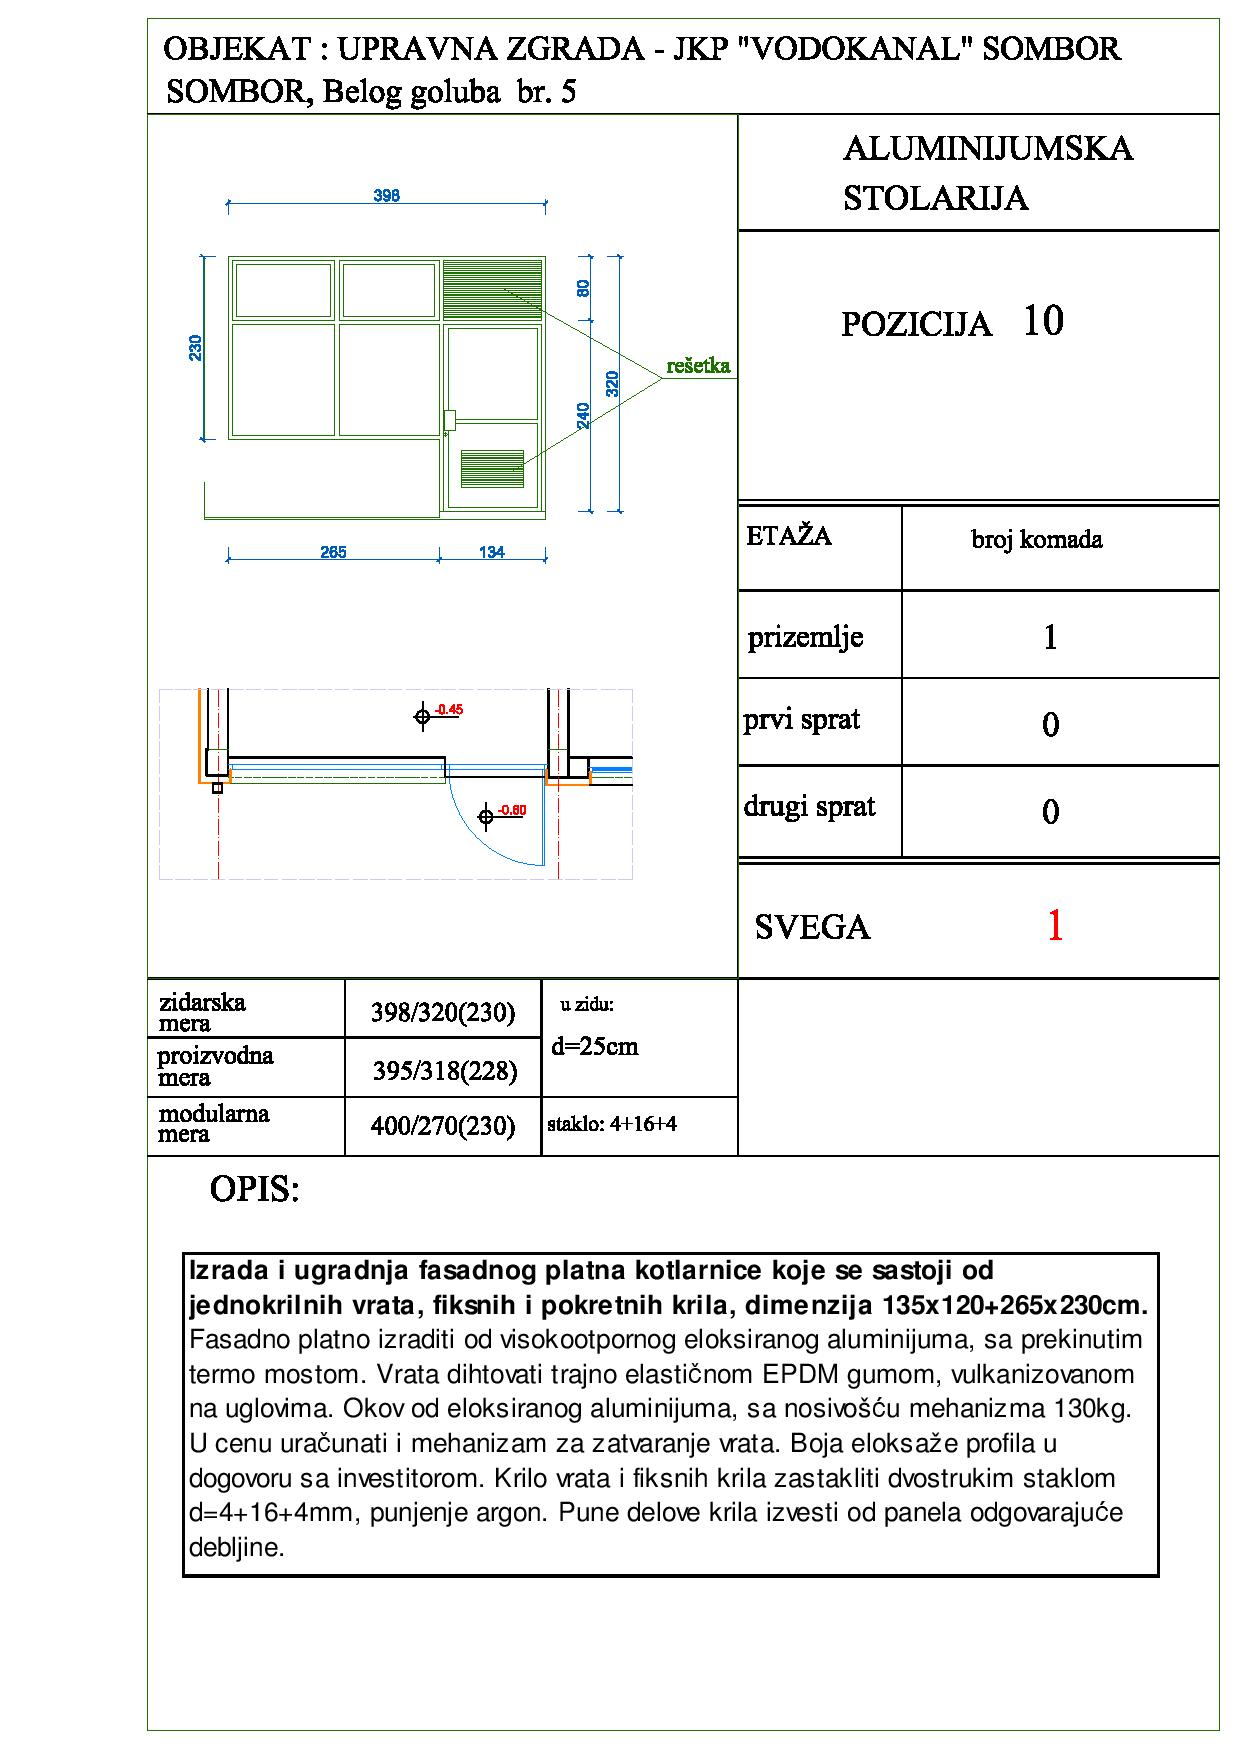 OBJEKAT : UPRAVNA ZGRADA - JKP "VODOKANAL" SOMBOR
SOMBOR, Belog goluba br. 5
ALUMINIJUMSKA
STOLARIJA
POZICIJA 10
398
230
80
240
320
rešetka
265
134
-0.45
-0.60
ETAŽA
broj komada
prizemlje
1
prvi sprat
0
drugi sprat
0
SVEGA
1
zidarska
mera
398/320(230)
proizvodna
mera
395/318(228)
modularna
mera
400/270(230)
u zidu:
d=25cm
staklo: 4+16+4
OPIS:
Izrada i ugradnja fasadnog platna kotlarnice koje se sastoji od
jednokrilnih vrata, fiksnih i pokretnih krila, dimenzija 135x120+265x230cm.
Fasadno platno izraditi od visokootpornog eloksiranog aluminijuma, sa prekinutim
termo mostom. Vrata dihtovati trajno elastičnom EPDM gumom, vulkanizovanom
na uglovima. Okov od eloksiranog aluminijuma, sa nosivošću mehanizma 130kg.
U cenu uračunati i mehanizam za zatvaranje vrata. Boja eloksaže profila u
dogovoru sa investitorom. Krilo vrata i fiksnih krila zastakliti dvostrukim staklom
d=4+16+4mm, punjenje argon. Pune delove krila izvesti od panela odgovarajuće
debljine.